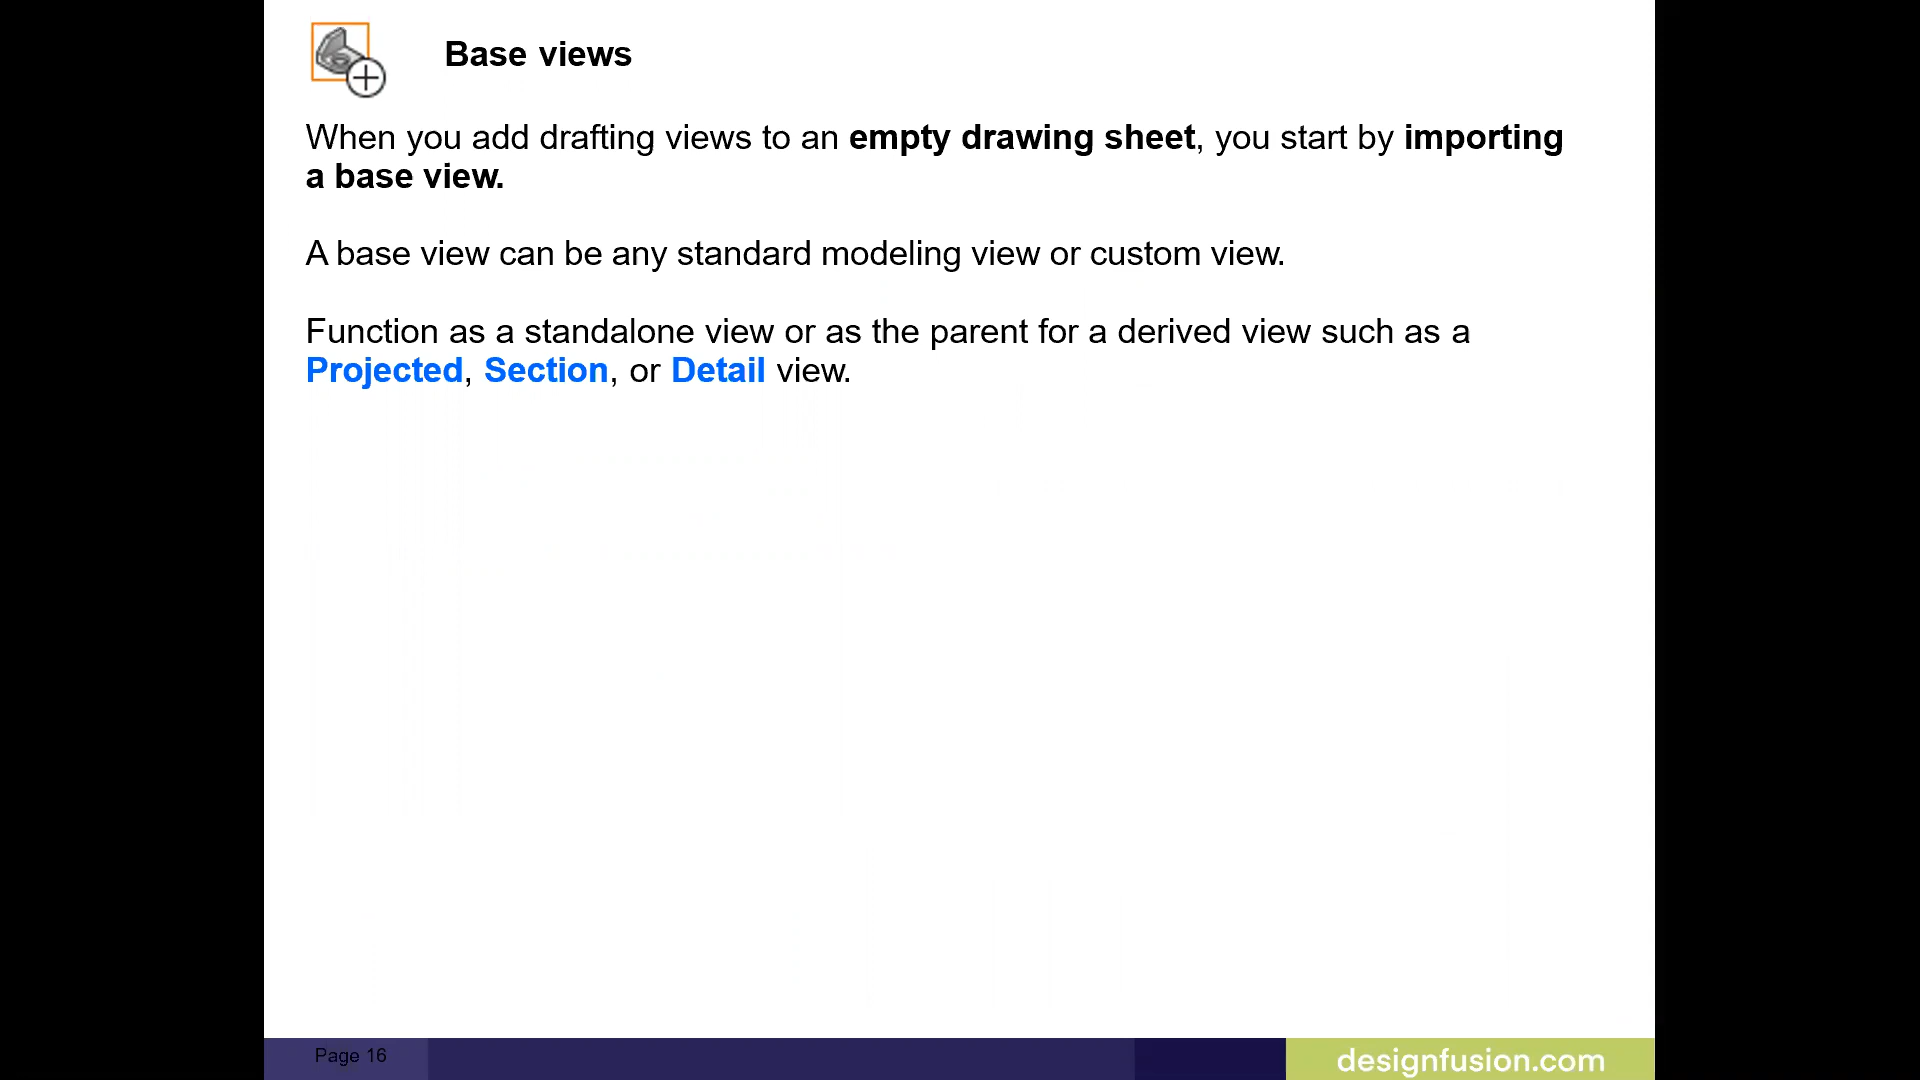 Base views
When you add drafting views to an empty drawing sheet, you start by importing
a base view.
A base view can be any standard modeling view or custom view.
Function as a standalone view or as the parent for a derived view such as a
Projected, Section, or Detail view.
Page 16
designfusion.com